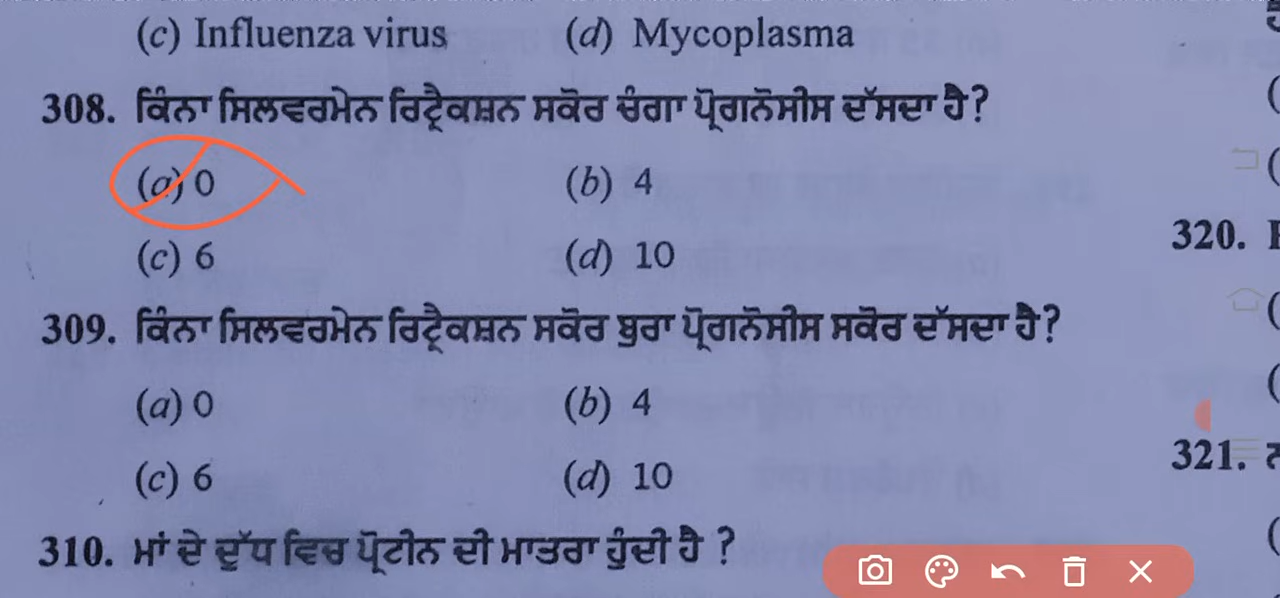 (c) Influenza virus (d) Mycoplasma
308. ਕਿੰਨਾ ਸਿਲਵਰਮੇਨ ਰਿਟ੍ਰੈਕਸ਼ਨ ਸਕੋਰ ਚੰਗਾ ਪ੍ਰੋਗਨੋਸੀਸ ਦੱਸਦਾ ਹੈ?
(a) 0 (b) 4
(c) 6 (d) 10
309. ਕਿੰਨਾ ਸਿਲਵਰਮੇਨ ਰਿਟ੍ਰੈਕਸ਼ਨ ਸਕੋਰ ਬੁਰਾ ਪ੍ਰੋਗਨੋਸੀਸ ਸਕੋਰ ਦੱਸਦਾ ਹੈ?
(a) 0 (b) 4
(c) 6 (d) 10
310. ਮਾਂ ਦੇ ਦੁੱਧ ਵਿਚ ਪ੍ਰੋਟੀਨ ਦੀ ਮਾਤਰਾ ਹੁੰਦੀ ਹੈ ?
320.
321.